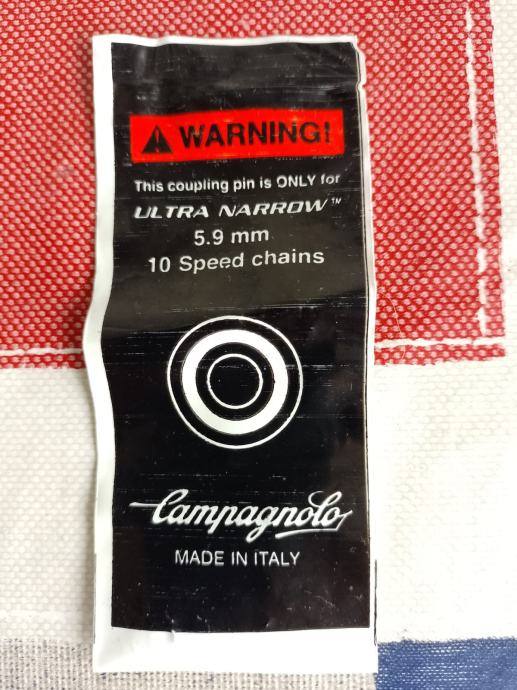 WARNING!
This coupling pin is ONLY for
ULTRA NARROW™
5.9 mm
10 Speed chains
Campagnolo
MADE IN ITALY